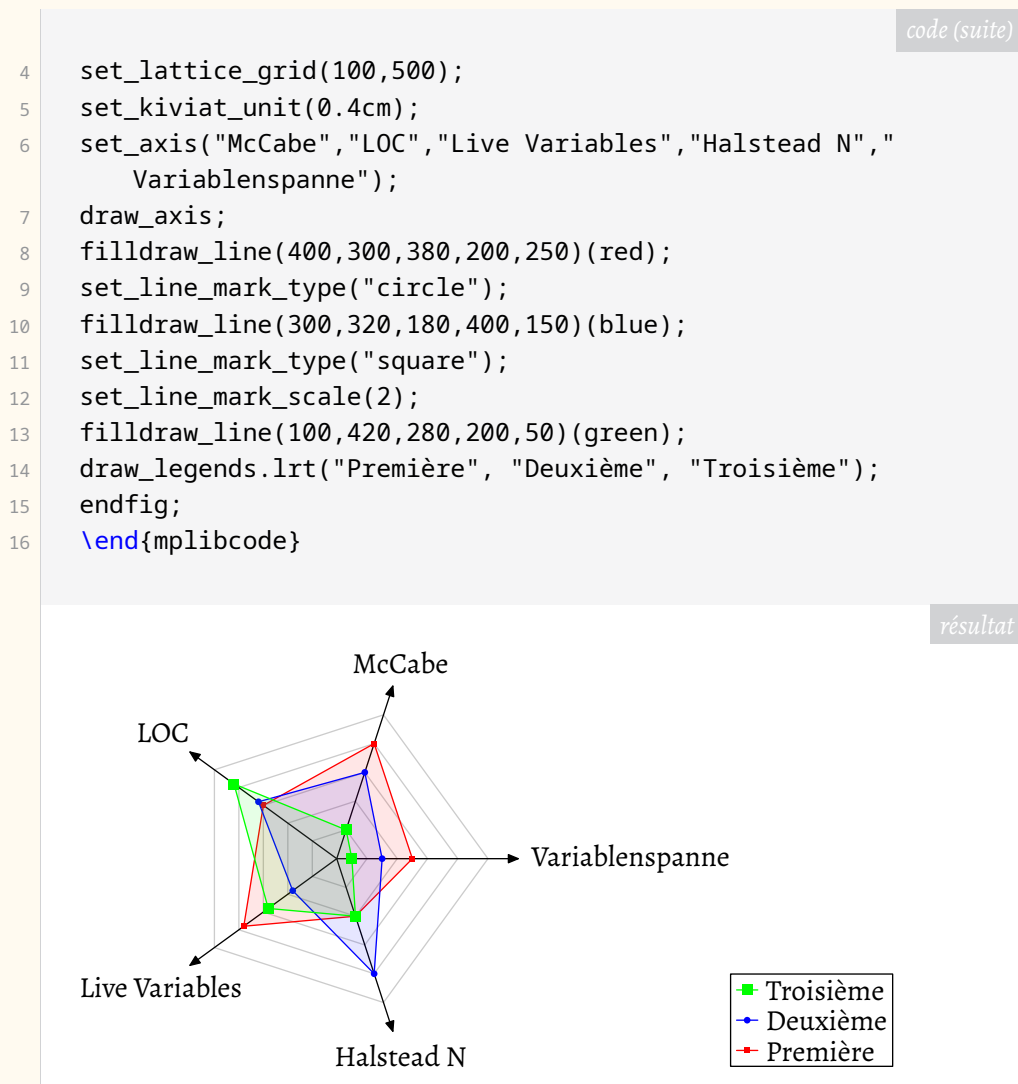 code (suite)
4 set_lattice_grid(100,500);
5 set_kiviat_unit(0.4cm);
6 set_axis("McCabe","LOC","Live Variables","Halstead N","
Variablenspanne");
7 draw_axis;
8 filldraw_line(400,300,380,200,250)(red);
9 set_line_mark_type("circle");
10 filldraw_line(300,320,180,400,150)(blue);
11 set_line_mark_type("square");
12 set_line_mark_scale(2);
13 filldraw_line(100,420,280,200,50)(green);
14 draw_legends.lrt("Première", "Deuxième", "Troisième");
15 endfig;
16 \end{mplibcode}
résultat
McCabe
LOC
Variablenspanne
Live Variables
Halstead N
Troisième
Deuxième
Première